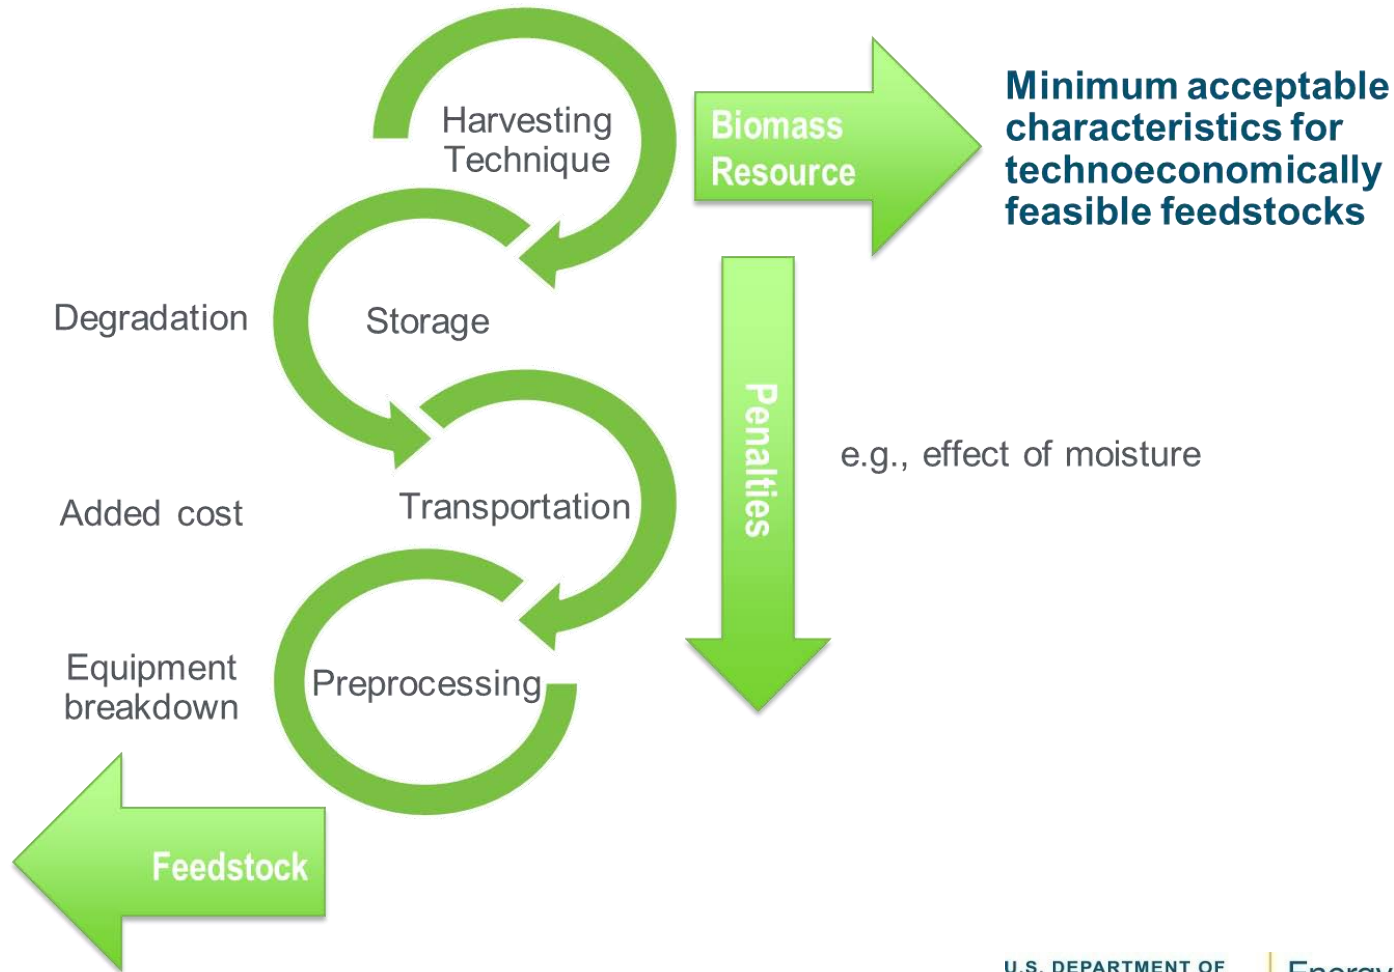 Harvesting
Technique
Biomass
Resource
Minimum acceptable
characteristics for
technoeconomically
feasible feedstocks
Degradation
Storage
Penalties
e.g., effect of moisture
Added cost
Transportation
Equipment
breakdown
Preprocessing
Feedstock
U.S. DEPARTMENT OF
Energy